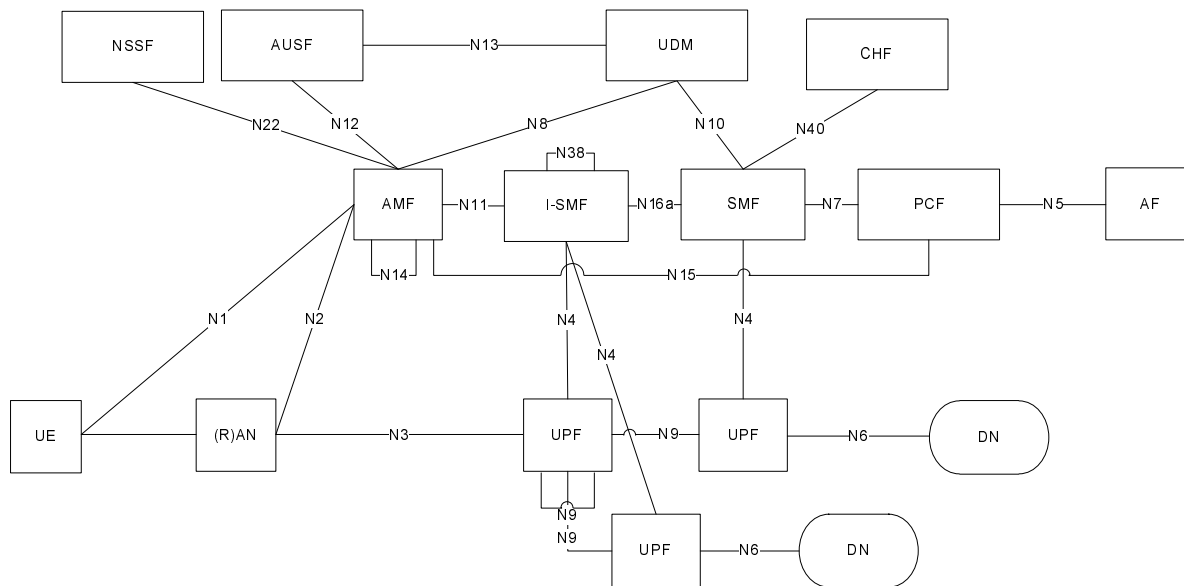 NSSF
AUSF
N13
UDM
CHF
N22
N12
N8
N10
N40
N38
AMF
N11
I-SMF
N16a
SMF
N7
PCF
N5
AF
N14
N15
N1
N2
N4
N4
N4
UE
(R)AN
N3
UPF
N9
UPF
N6
DN
N9
N9
UPF
N6
DN